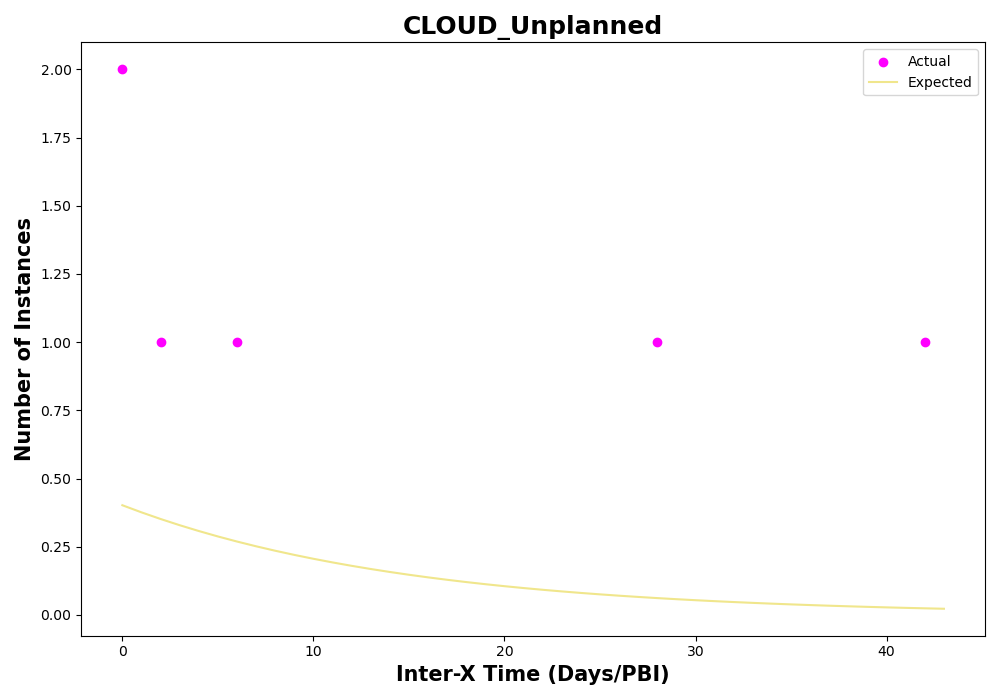 CLOUD_Unplanned
Actual
Expected
2.00
1.75
1.50
1.25
1.00
0.75
0.50
0.25
0.00
Number of Instances
0
10
20
30
40
Inter-X Time (Days/PBI)